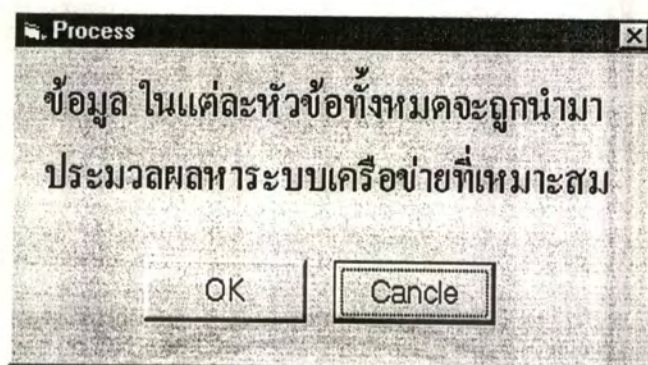 Process
ข้อมูล ในแต่ละหัวข้อทั้งหมดจะถูกนำมา
ประมวลผลหาระบบเครือข่ายที่เหมาะสม
OK
Cancle